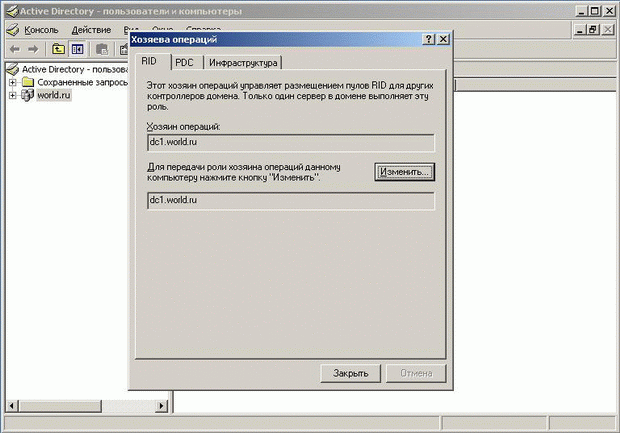 Active Directory - пользователи и компьютеры
Консоль Действие Вид Окно Справка
Хозяева операций
Active Directory - пользова
Сохраненные запросы
world.ru
RID PDC Инфраструктура
Этот хозяин операций управляет размещением пулов RID для других
контроллеров домена. Только один сервер в домене выполняет эту
роль.
Хозяин операций:
dc1.world.ru
Для передачи роли хозяина операций данному
компьютеру нажмите кнопку "Изменить".
Изменить...
dc1.world.ru
Закрыть Отмена